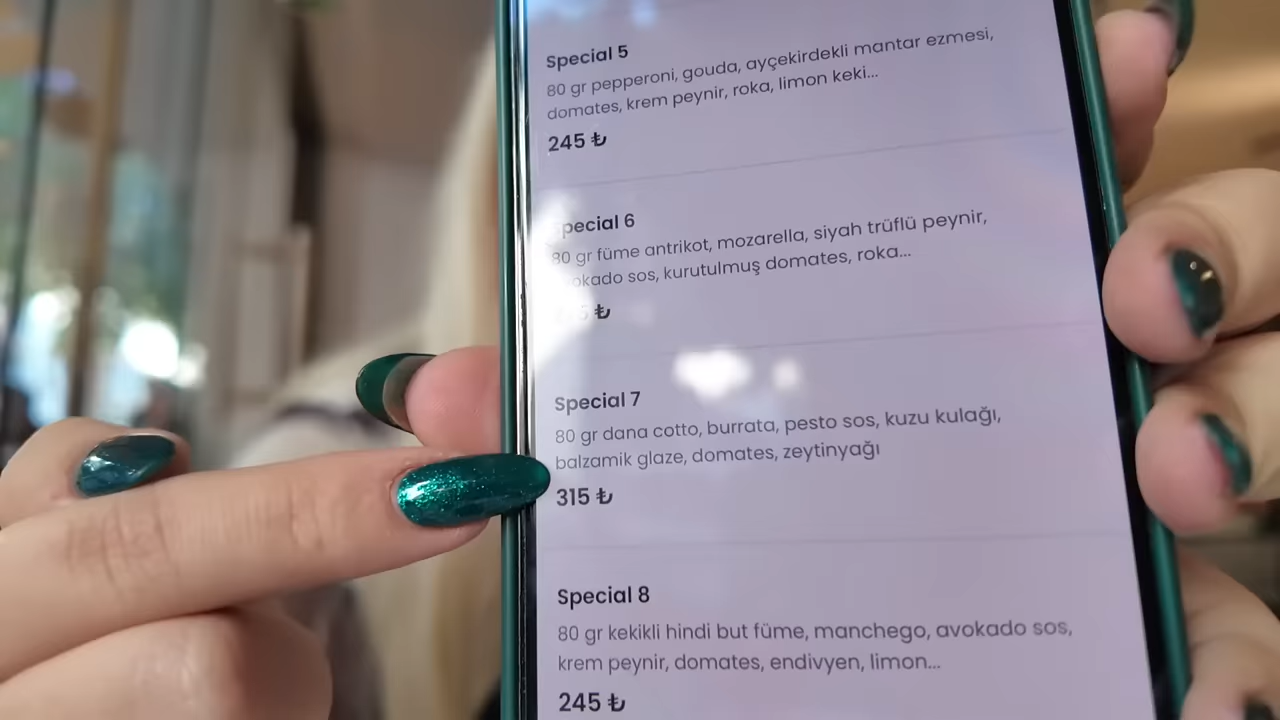 Special 5
80 gr pepperoni, gouda, ayçekirdekli mantar ezmesi,
domates, krem peynir, roka, limon keki...
245 ₺
Special 6
80 gr füme antrikot, mozarella, siyah trüflü peynir,
sos, kurutulmuş domates, roka...
₺
Special 7
80 gr dana cotto, burrata, pesto sos, kuzu kulağı,
balzamik glaze, domates, zeytinyağı
315 ₺
Special 8
80 gr kekikli hindi but füme, manchego, avokado sos,
krem peynir, domates, endivyen, limon...
245 ₺